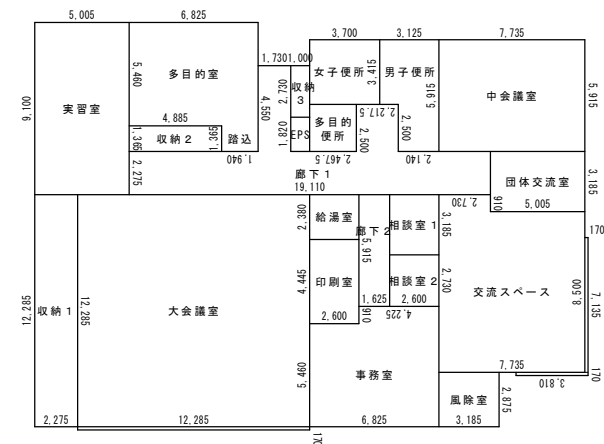 5,005
6,825
3,700
3,125
7,735
1,730
1,000
多目的室
5,460
女子便所
3,415
男子便所
5,915
中会議室
5,915
9,100
実習室
収納
3
2,730
4,550
4,885
収納2
1,365
1,365
踏込
1,940
1,820
EPS
多目的
便所
2,500
2,217.5
2,500
2,467.5
2,140
2,275
廊下1
19,110
団体交流室
3,185
910
5,005
2,730
170
2,380
給湯室
廊下2
相談室1
3,185
5,915
4,445
印刷室
相談室2
2,730
交流スペース
8,500
7,135
12,285
収納1
12,285
大会議室
1,625
2,600
2,600
910
4,225
5,460
事務室
7,735
170
3,810
風除室
2,875
2,275
12,285
6,825
3,185